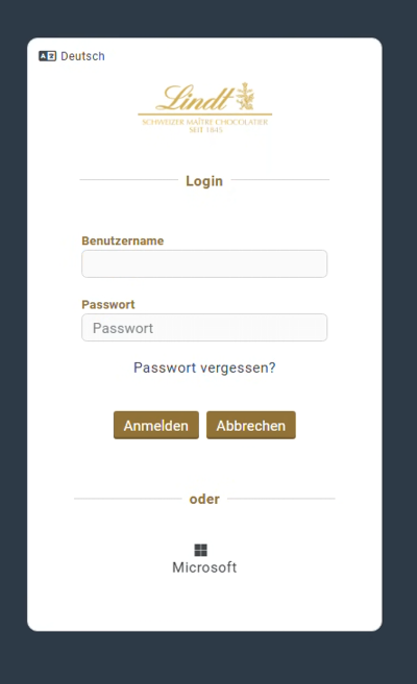 Deutsch
Lindt
SCHWEIZER MAÎTRE CHOCOLATIER
SEIT 1845
Login
Benutzername
Passwort
Passwort
Passwort vergessen?
Anmelden Abbrechen
oder
Microsoft